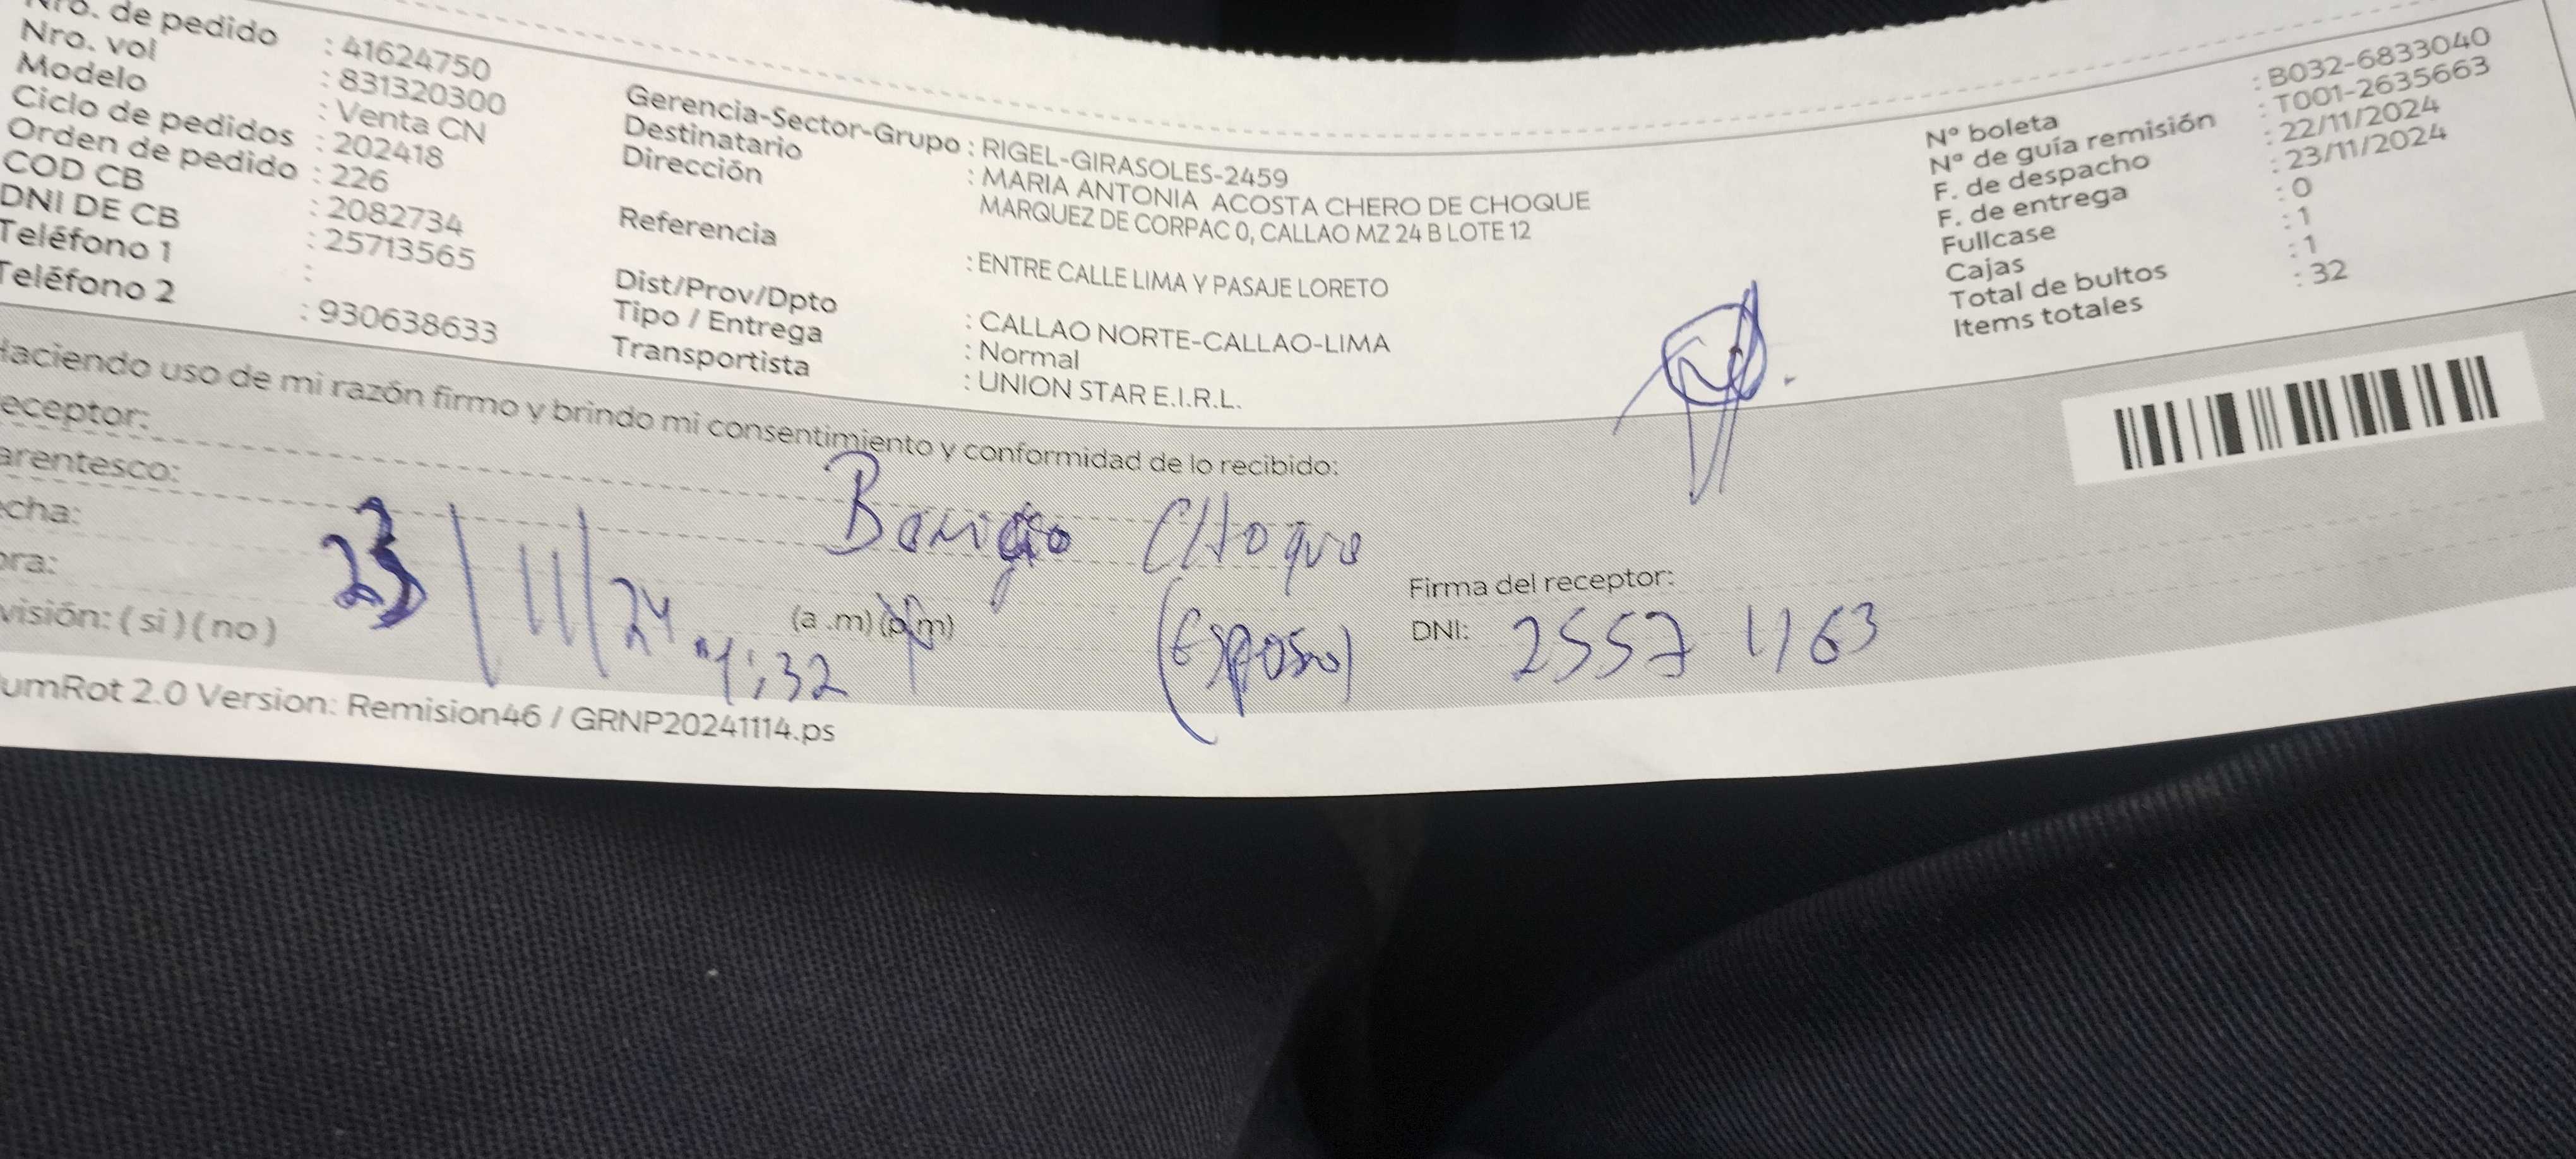 Nro. de pedido : 41624750
Nro. vol : 831320300
Modelo : Venta CN
Ciclo de pedidos : 202418
Orden de pedido : 226
COD CB : 2082734
DNI DE CB : 25713565
Teléfono 1 :
Teléfono 2 : 930638633
Gerencia-Sector-Grupo : RIGEL-GIRASOLES-2459
Destinatario : MARIA ANTONIA ACOSTA CHERO DE CHOQUE
Dirección MARQUEZ DE CORPAC 0, CALLAO MZ 24 B LOTE 12
Referencia : ENTRE CALLE LIMA Y PASAJE LORETO
Dist/Prov/Dpto : CALLAO NORTE-CALLAO-LIMA
Tipo / Entrega : Normal
Transportista : UNION STAR E.I.R.L.
N° boleta : B032-6833040
N° de guía remisión : T001-2635663
F. de despacho : 22/11/2024
F. de entrega : 23/11/2024
Fullcase : 0
Cajas : 1
Total de bultos : 1
Items totales : 32
Haciendo uso de mi razón firmo y brindo mi consentimiento y conformidad de lo recibido:
eceptor: CHoque
arentesco: (Esposo)
echa: 23/11/24
ora: (a .m) (p.m)
visión: ( si ) ( no )
Firma del receptor:
DNI: 2557 1163
umRot 2.0 Version: Remision46 / GRNP20241114.ps